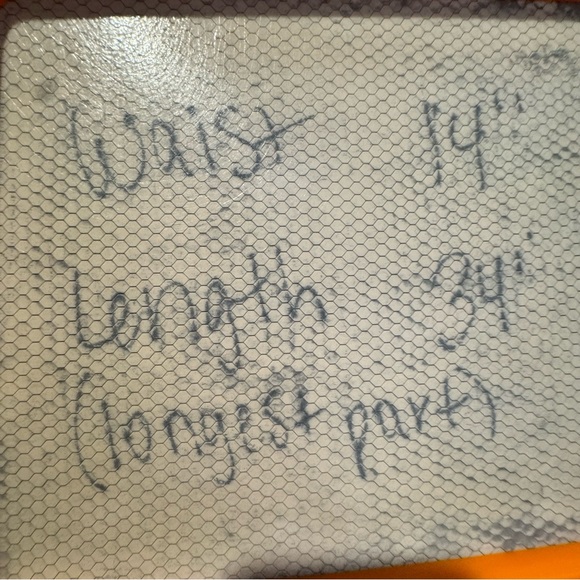 Waist 14"
Length 34"
(longest part)